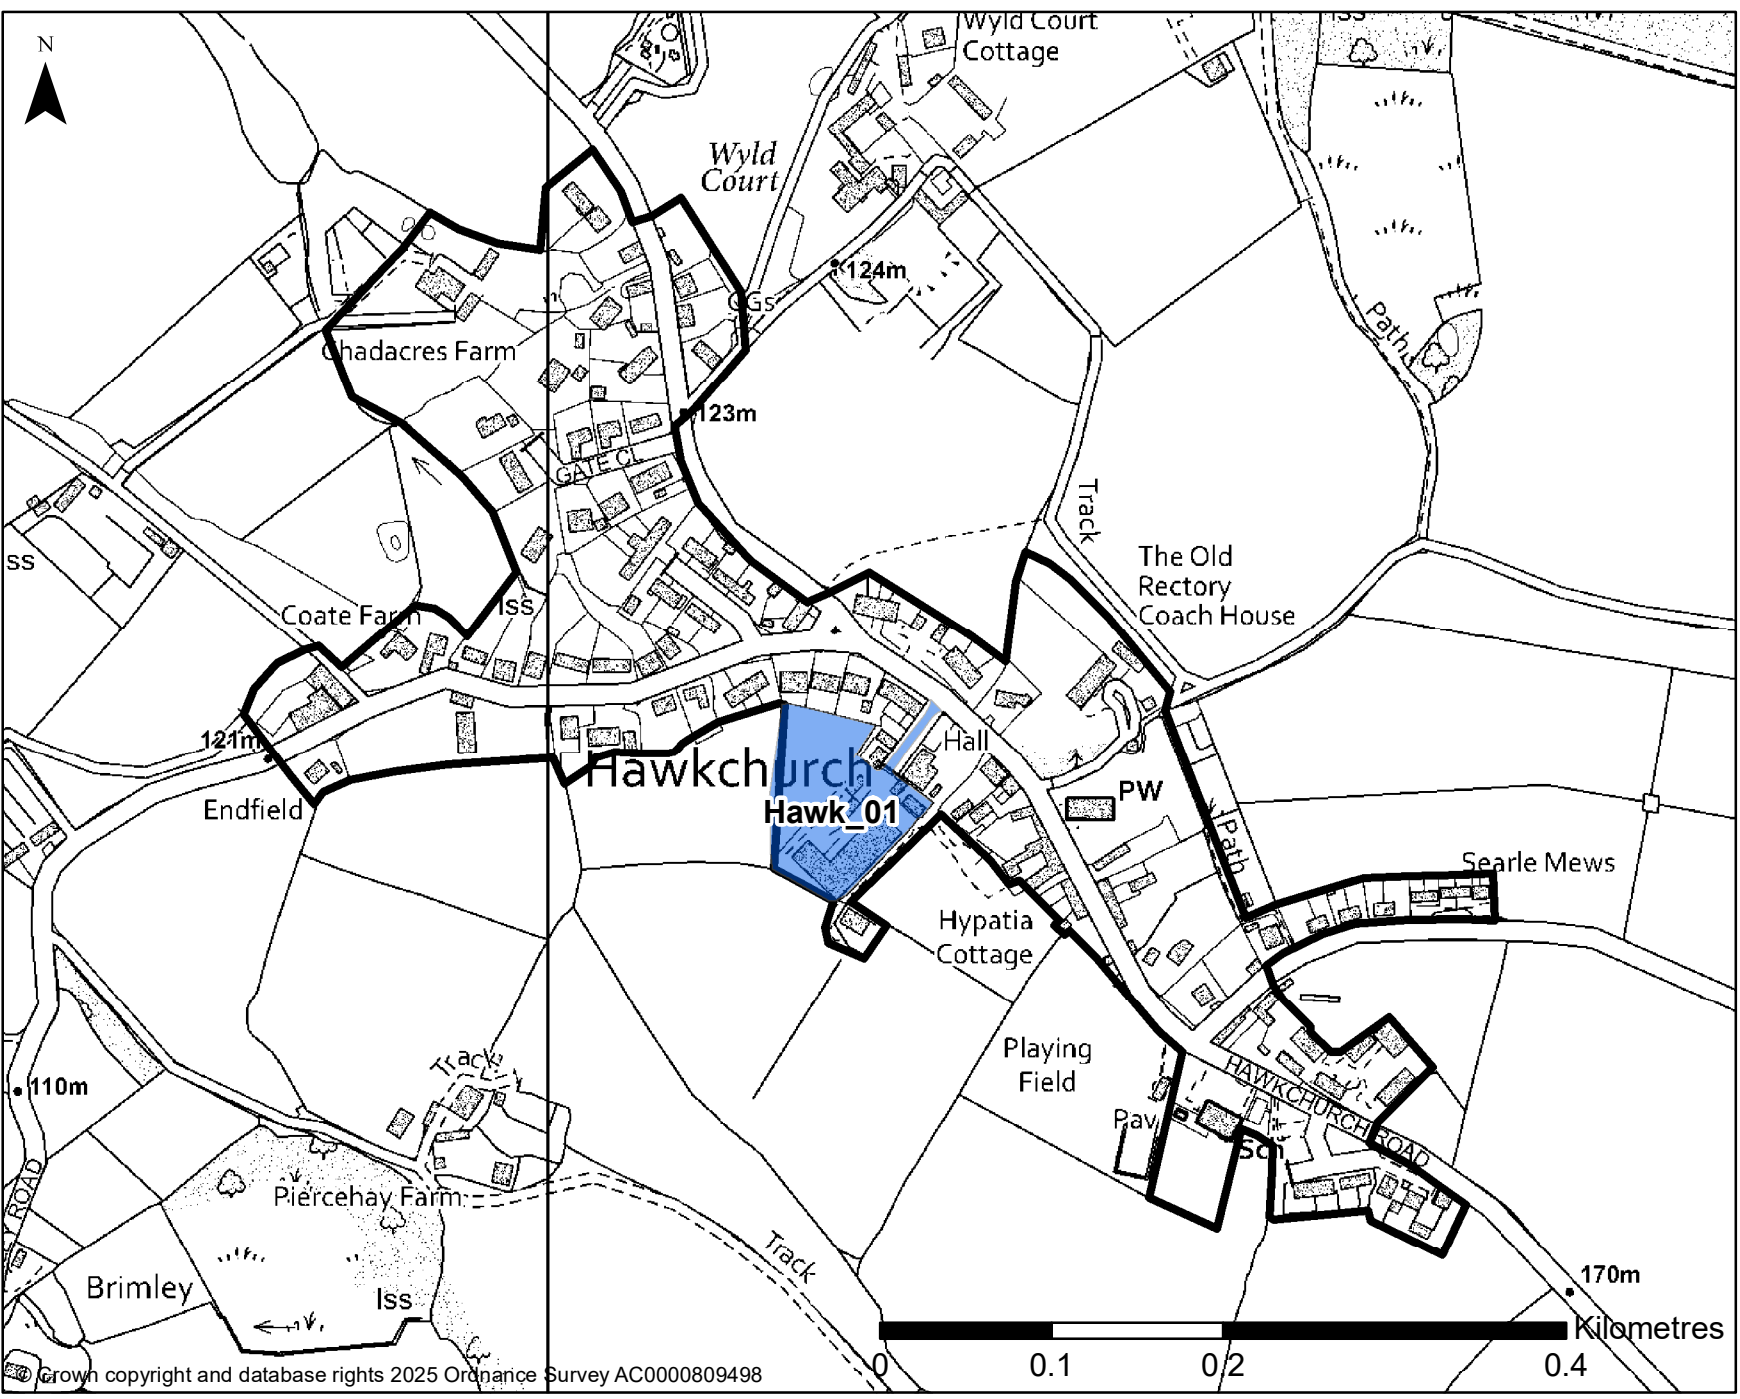 Wyld Court
Cottage
N
Wyld
Court
124m
GGs
Path
Chadacres Farm
123m
GATE CL
Track
The Old
Rectory
Coach House
ss
Iss
Coate Farm
121m
Hall
Hawkchurch
PW
Hawk_01
Endfield
Path
Searle Mews
Hypatia
Cottage
Playing
Field
Track
HAWKCHURCH ROAD
110m
Pav
Sch
ROAD
Piercehay Farm
Track
170m
Brimley
Iss
Kilometres
0 0.1 0.2 0.4
© Crown copyright and database rights 2025 Ordnance Survey AC0000809498